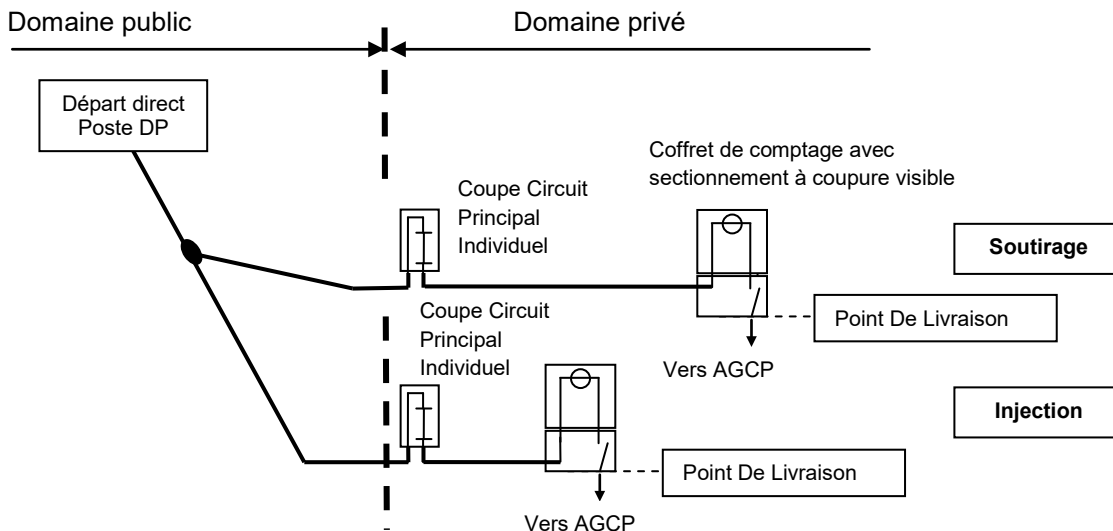 Domaine public
Domaine privé
Départ direct
Poste DP
Coffret de comptage avec
sectionnement à coupure visible
Coupe Circuit
Principal
Individuel
Soutirage
Coupe Circuit
Principal
Individuel
Point De Livraison
Vers AGCP
Injection
Point De Livraison
Vers AGCP